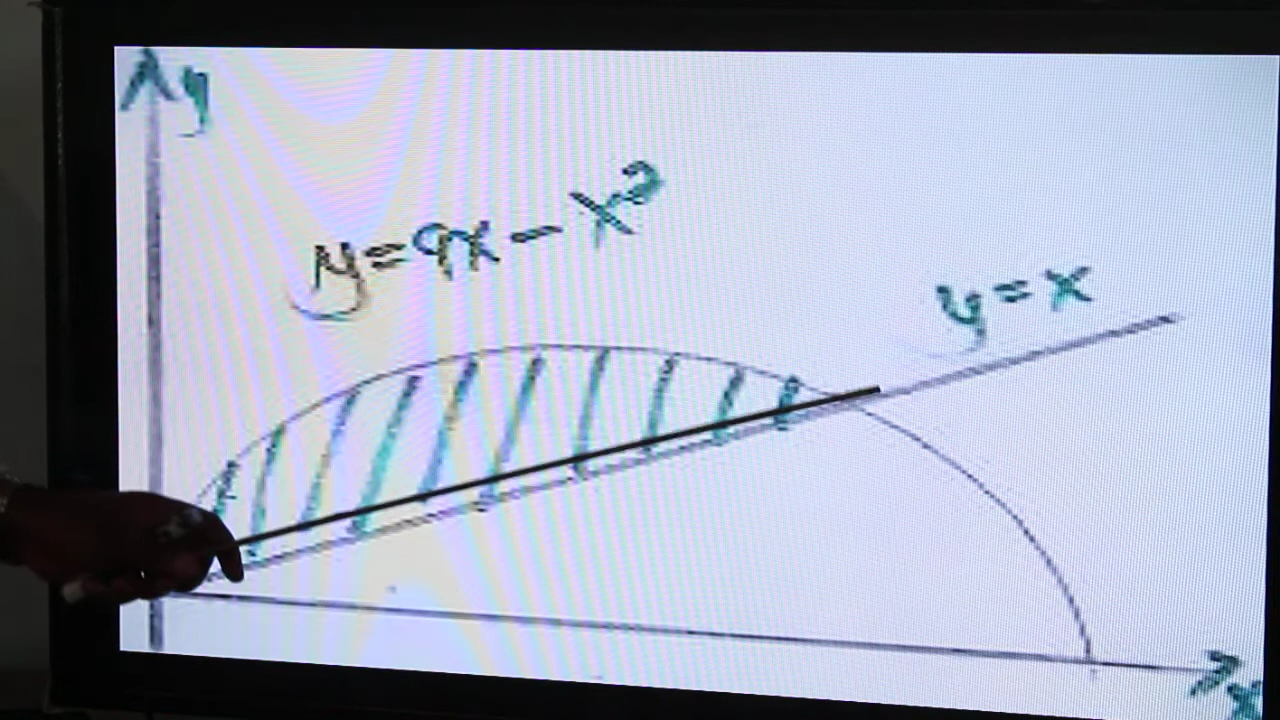 y
y = 9x - x²
y = x
x